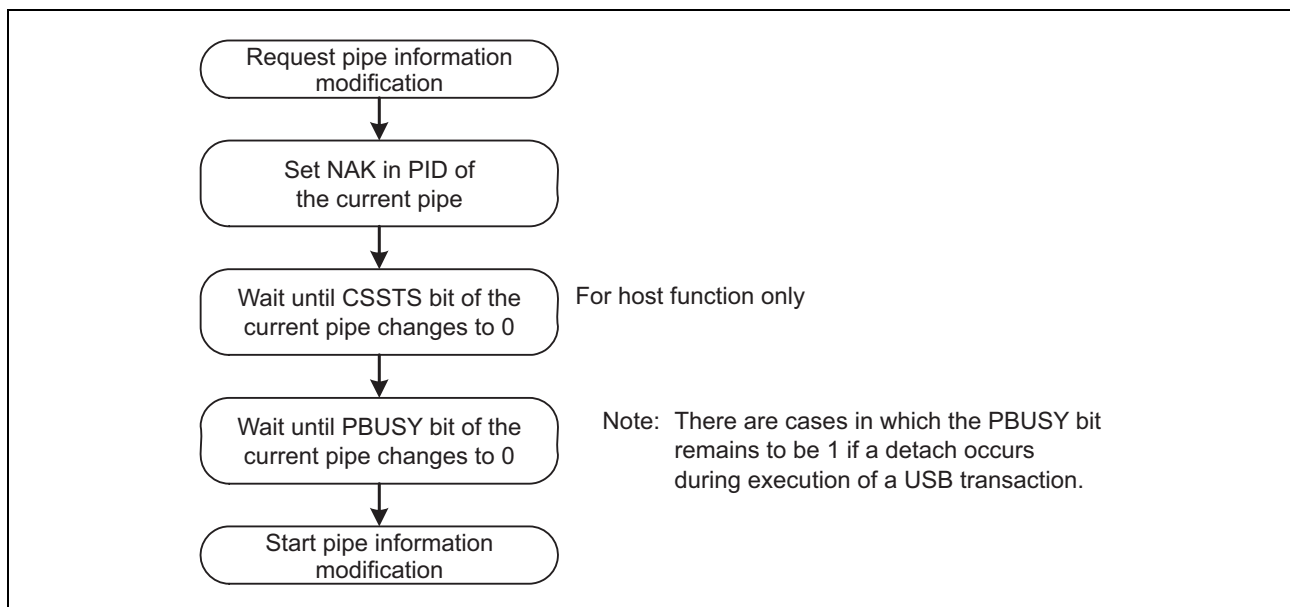 Request pipe information
modification
Set NAK in PID of
the current pipe
Wait until CSSTS bit of the
current pipe changes to 0
For host function only
Wait until PBUSY bit of the
current pipe changes to 0
Note: There are cases in which the PBUSY bit
remains to be 1 if a detach occurs
during execution of a USB transaction.
Start pipe information
modification